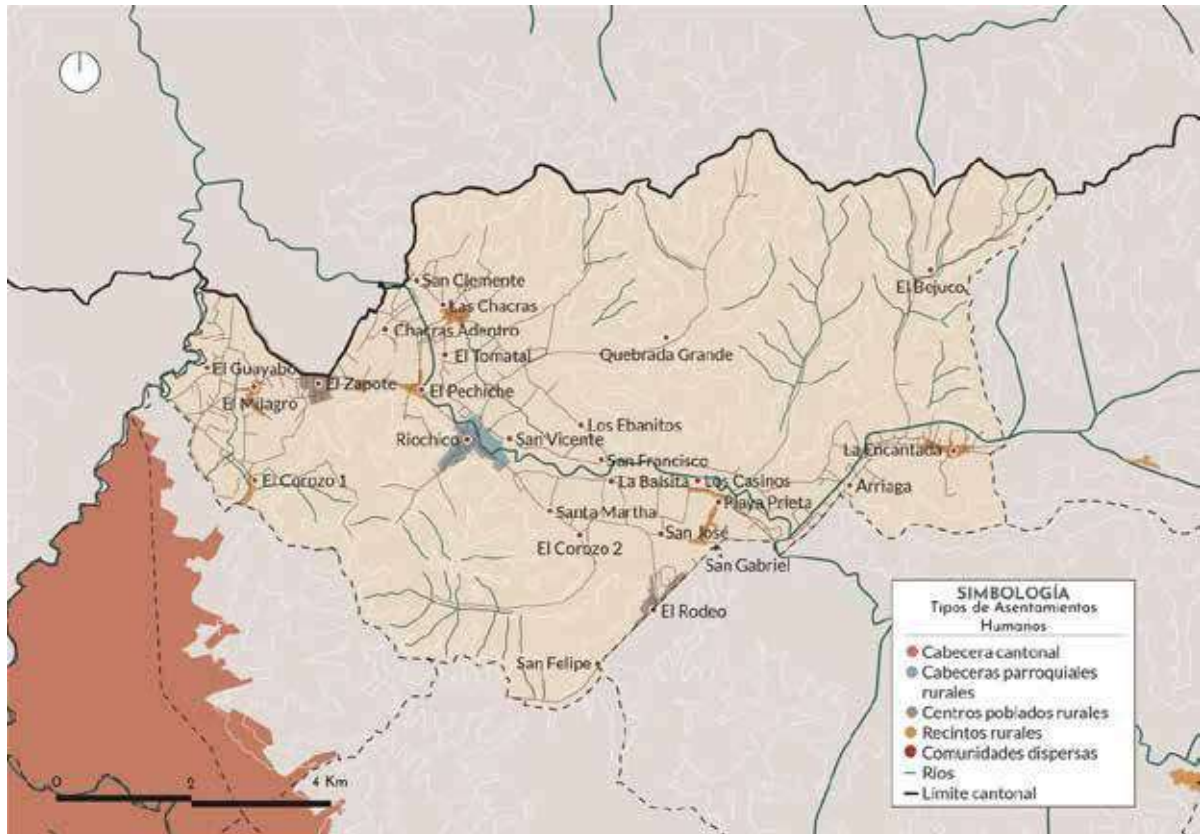 San Clemente
Las Chacras
Chacras Adentro
El Tomatal
Quebrada Grande
El Bejuco
El Guayabo
El Zapote
El Pechiche
El Milagro
Riochico
San Vicente
Los Ebanitos
San Francisco
La Encantada
El Corozo 1
La Balsita
Los Casinos
Arriaga
Playa Prieta
Santa Martha
San José
El Corozo 2
San Gabriel
El Rodeo
San Felipe
SIMBOLOGÍA
Tipos de Asentamientos
Humanos
Cabecera cantonal
Cabeceras parroquiales
rurales
Centros poblados rurales
Recintos rurales
Comunidades dispersas
Ríos
Límite cantonal
0 2 4 Km